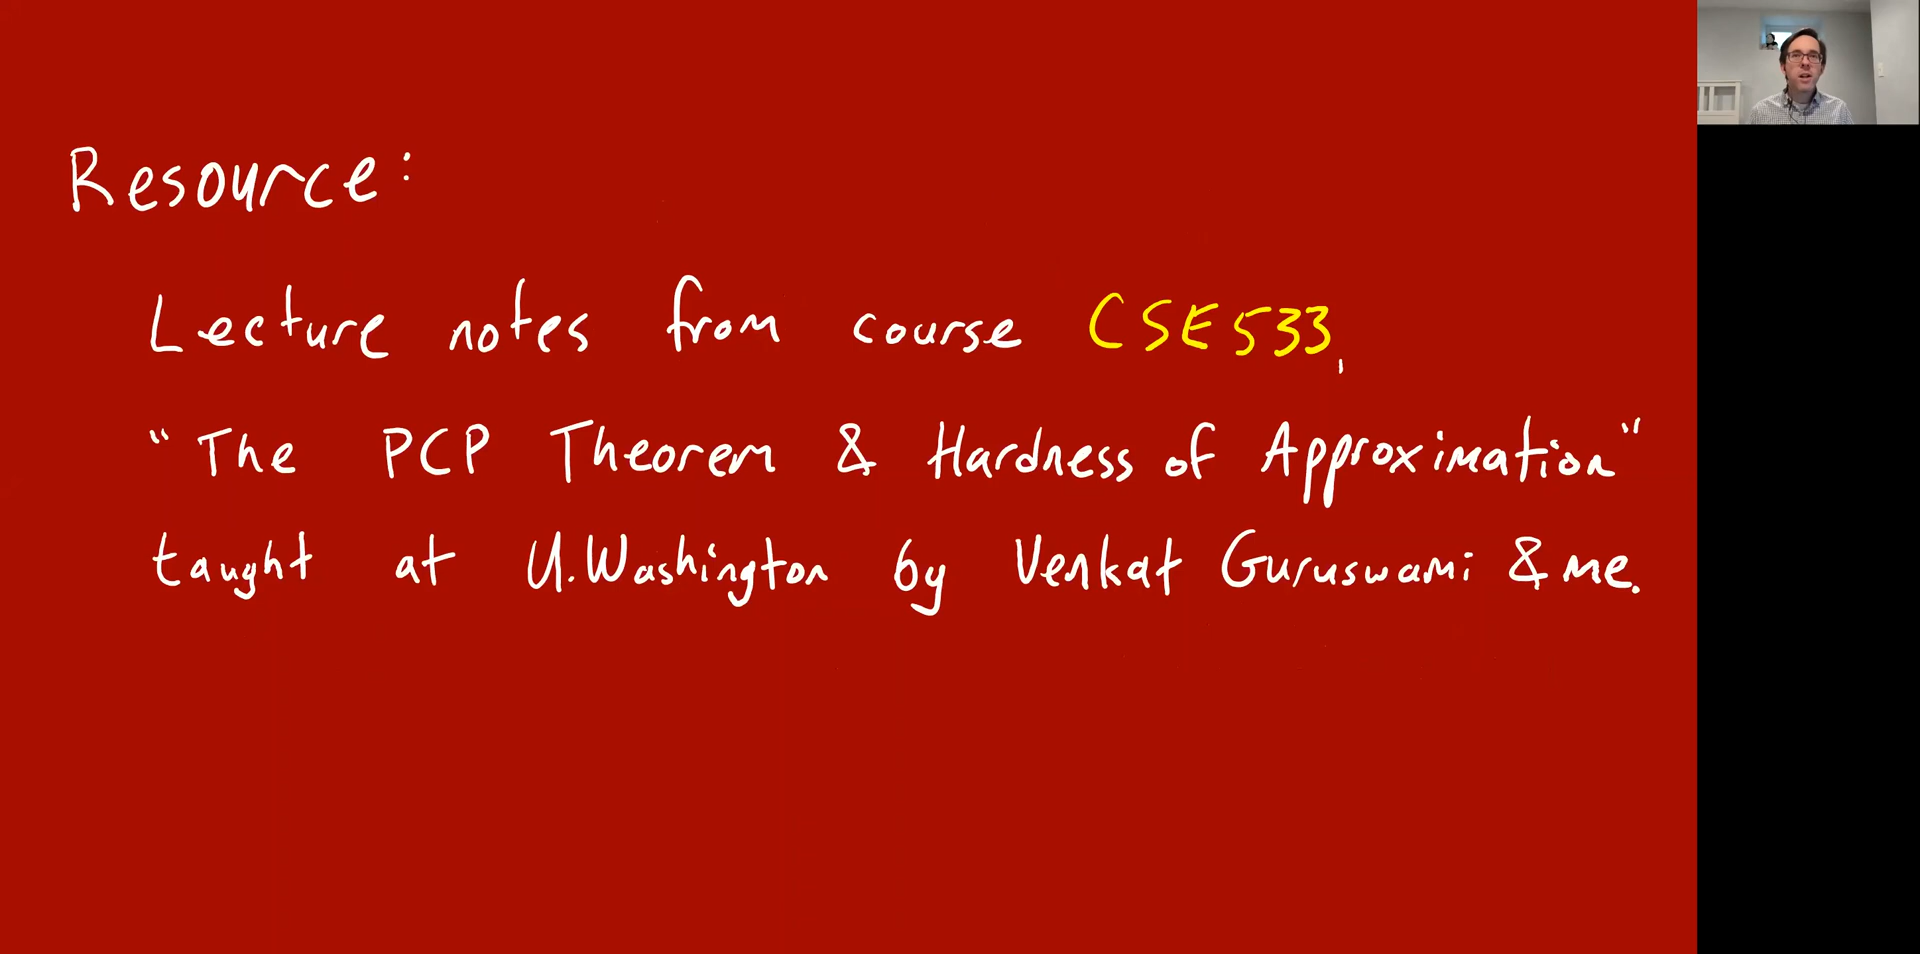 Resource:
Lecture notes from course CSE533,
"The PCP Theorem & Hardness of Approximation"
taught at U.Washington by Venkat Guruswami & me.